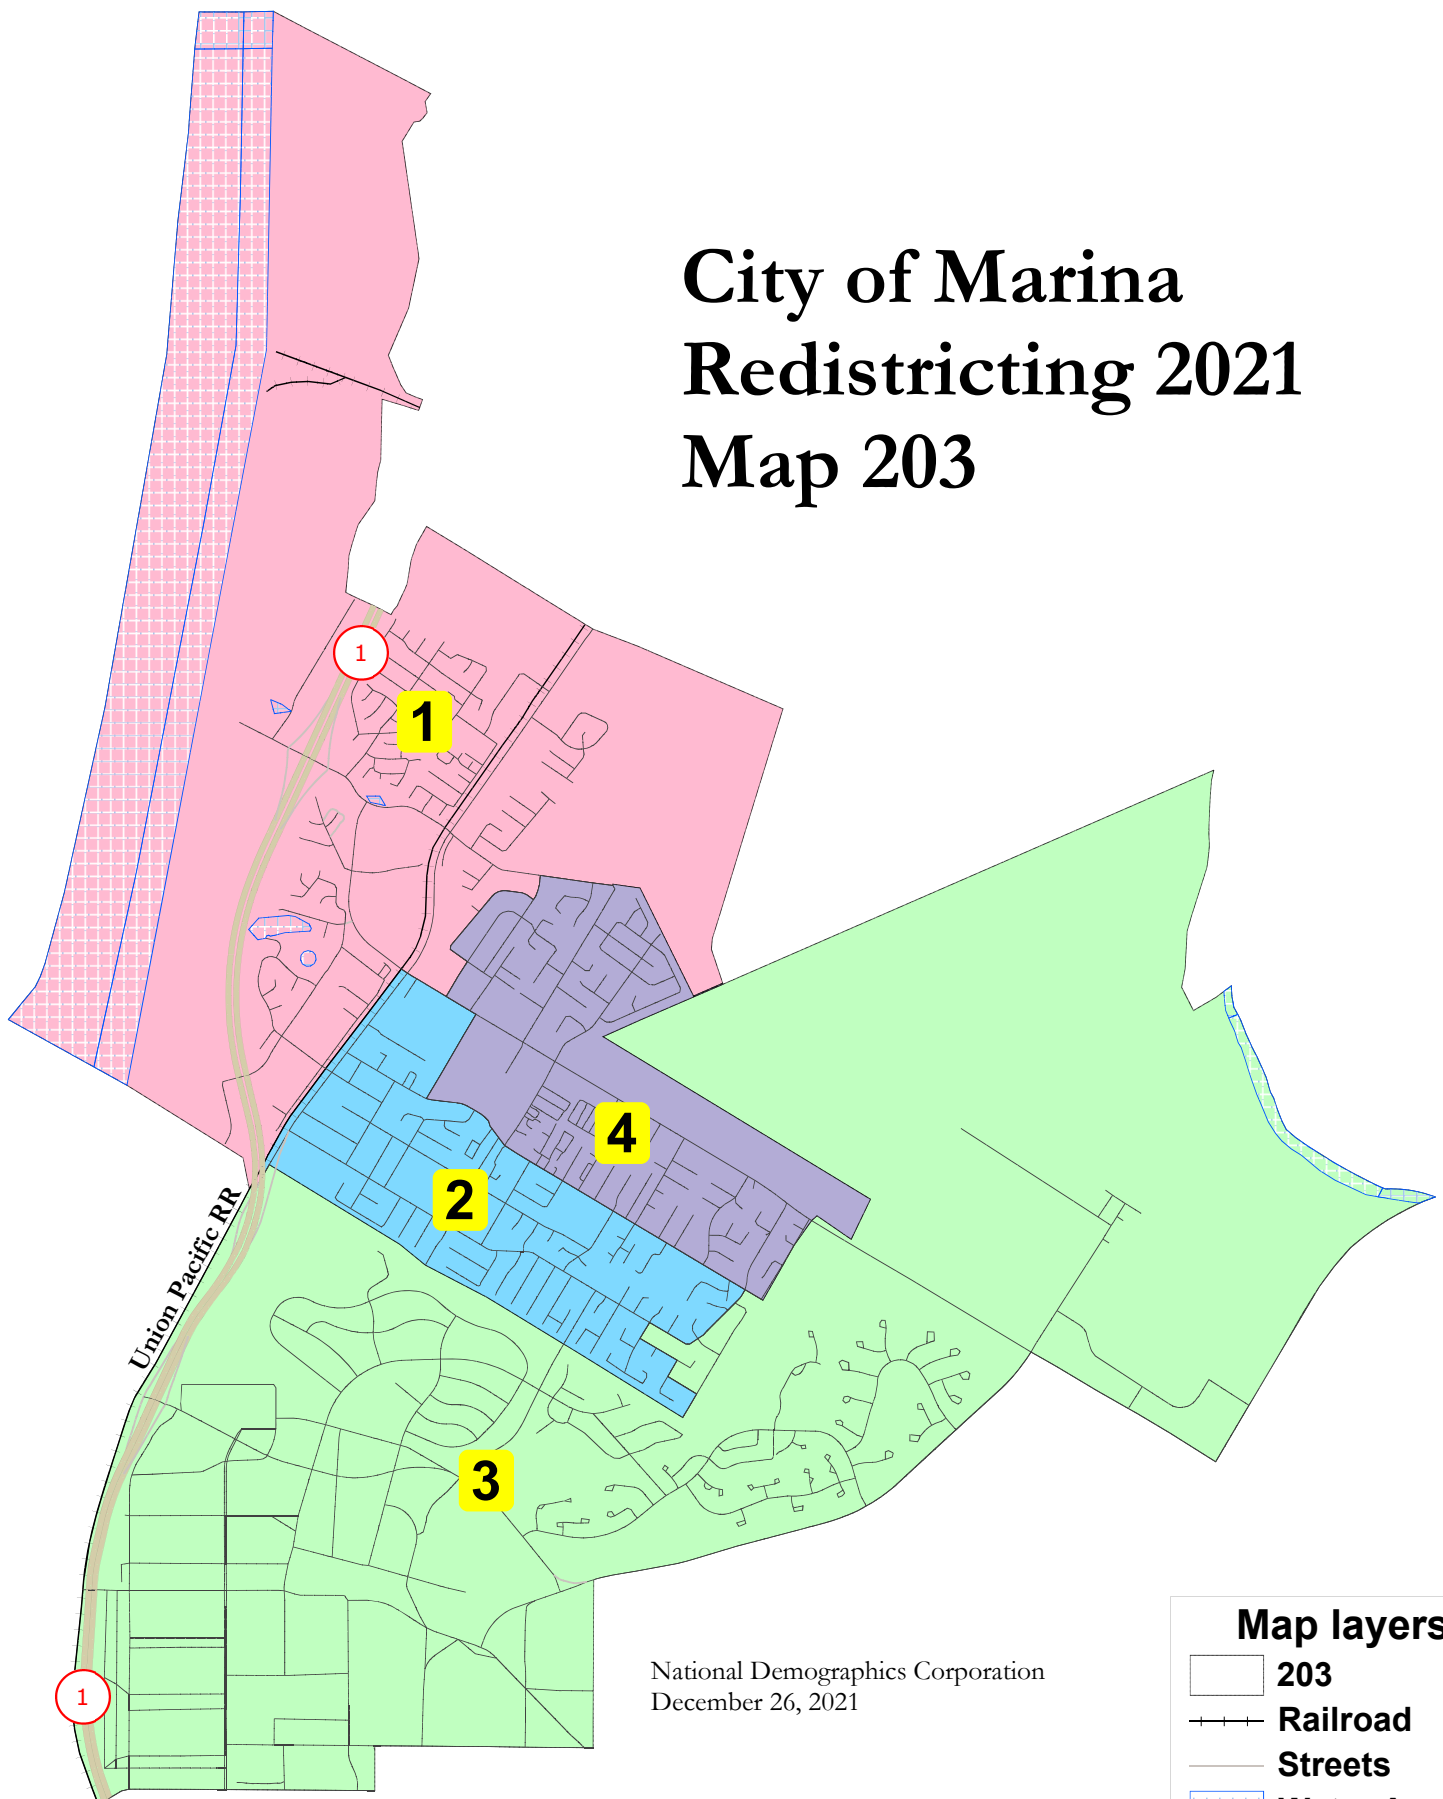 City of Marina
Redistricting 2021
Map 203
1
1
4
2
Union Pacific RR
3
1
National Demographics Corporation
December 26, 2021
Map layers
203
Railroad
Streets